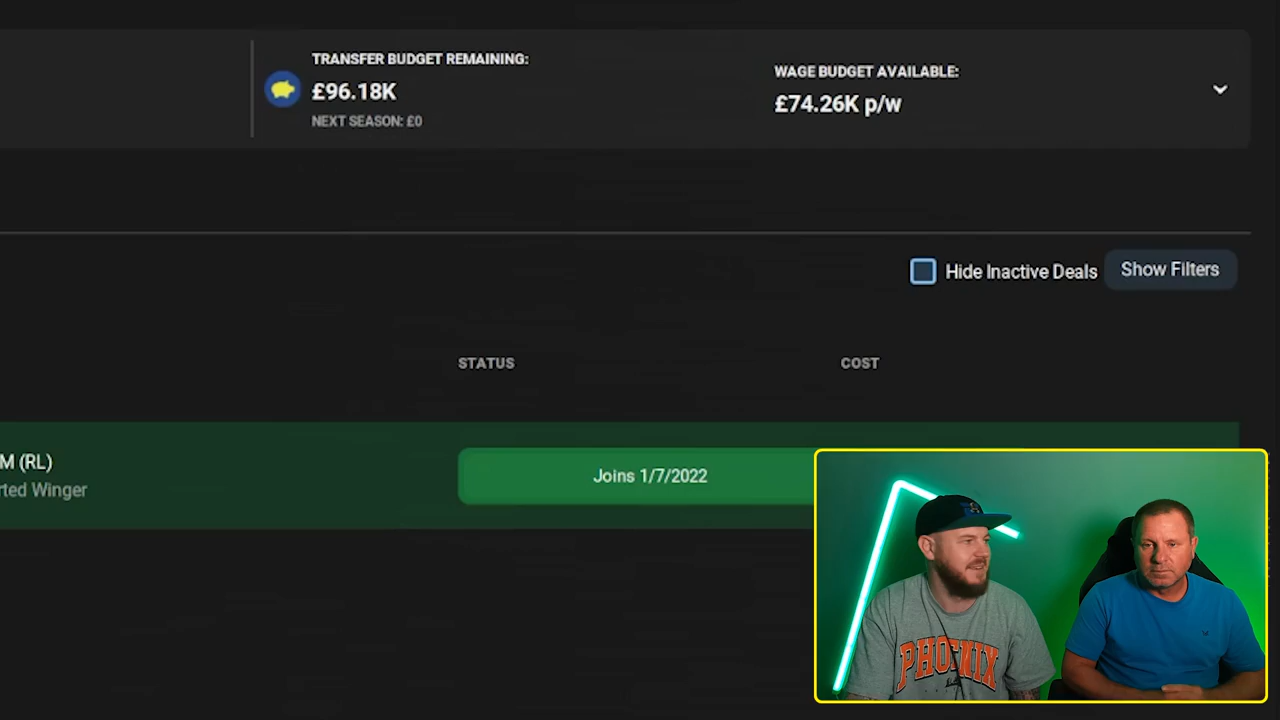 TRANSFER BUDGET REMAINING:
£96.18K
NEXT SEASON: £0
WAGE BUDGET AVAILABLE:
£74.26K p/w
Hide Inactive Deals
Show Filters
STATUS
COST
M (RL)
rted Winger
Joins 1/7/2022
PHOENIX